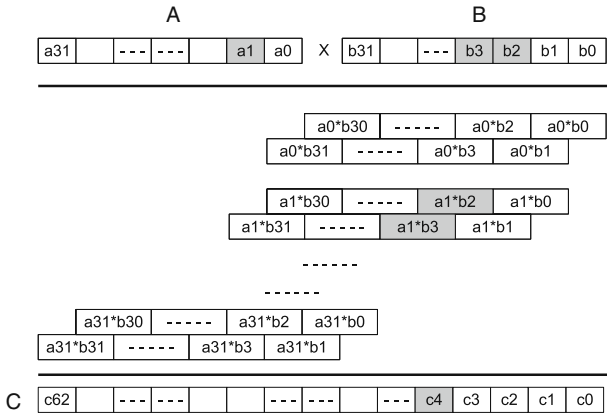 A B
a31 --- --- a1 a0 X b31 --- b3 b2 b1 b0
a0*b30 ----- a0*b2 a0*b0
a0*b31 ----- a0*b3 a0*b1
a1*b30 ----- a1*b2 a1*b0
a1*b31 ----- a1*b3 a1*b1
------
------
a31*b30 ----- a31*b2 a31*b0
a31*b31 ----- a31*b3 a31*b1
C c62 --- --- --- --- --- c4 c3 c2 c1 c0